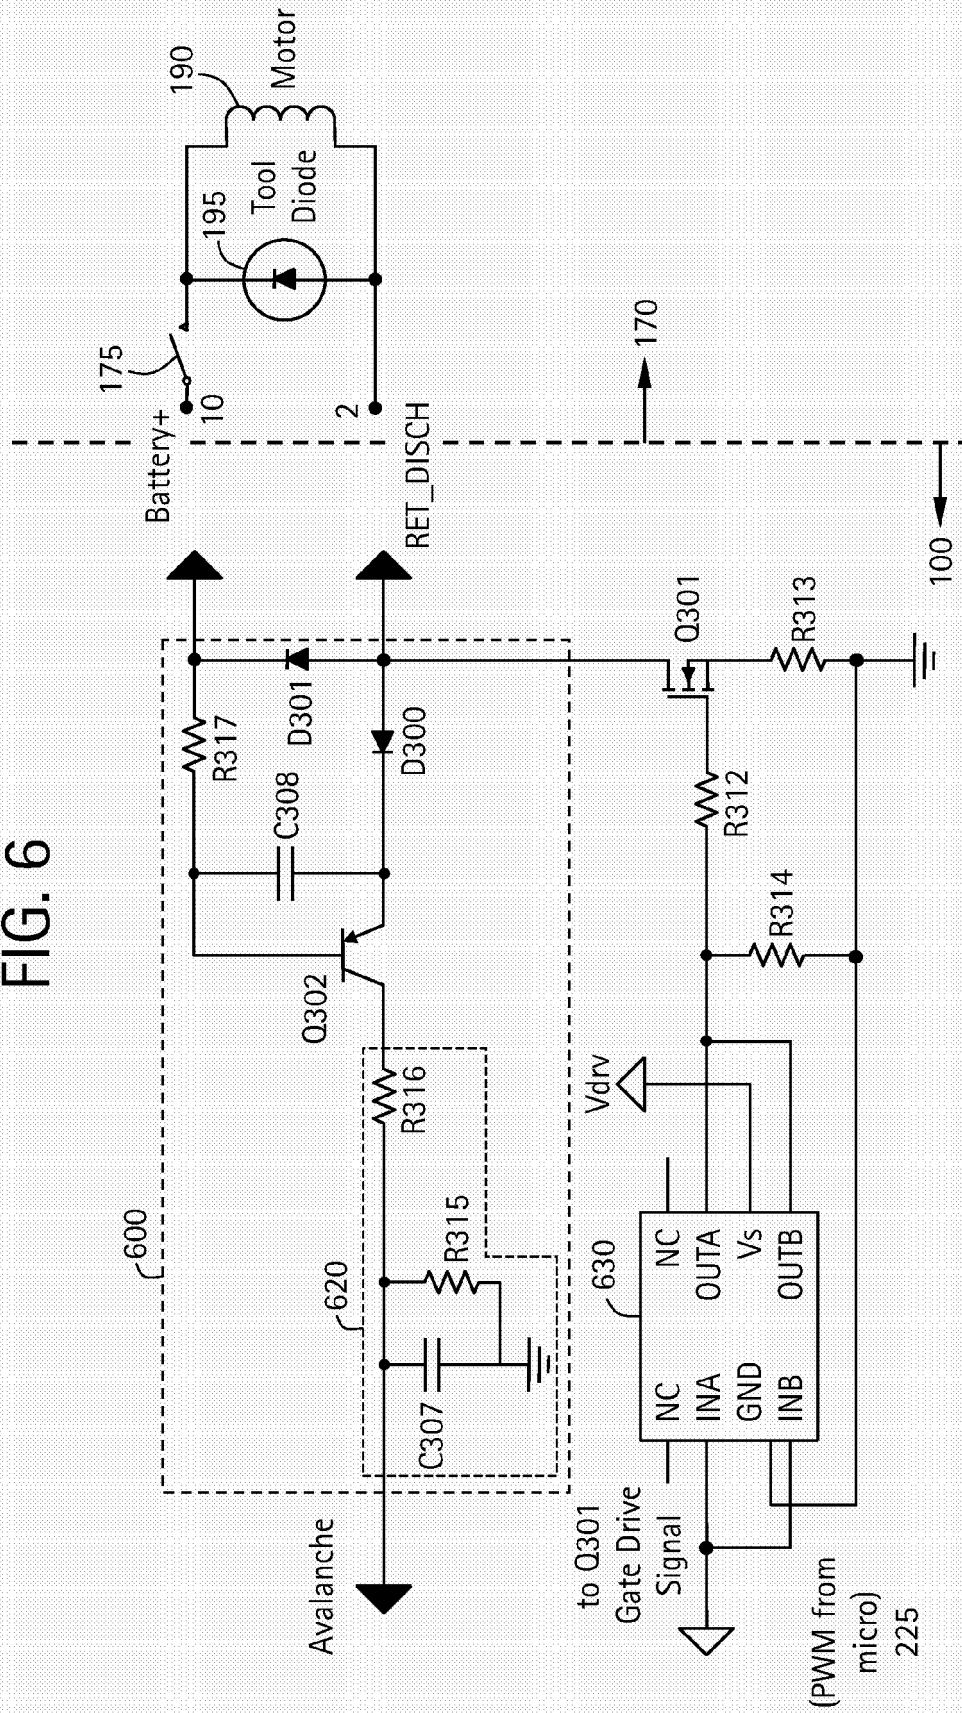 FIG. 6
600
620
Avalanche
C307
R315
R316
Q302
C308
R317
D301
D300
Battery+
RET_DISCH
10
2
175
195
Tool
Diode
190
Motor
170
100
to Q301
Gate Drive
Signal
(PWM from
micro)
225
630
NC
INA
GND
INB
NC
OUTA
Vs
OUTB
Vdrv
R314
R312
Q301
R313